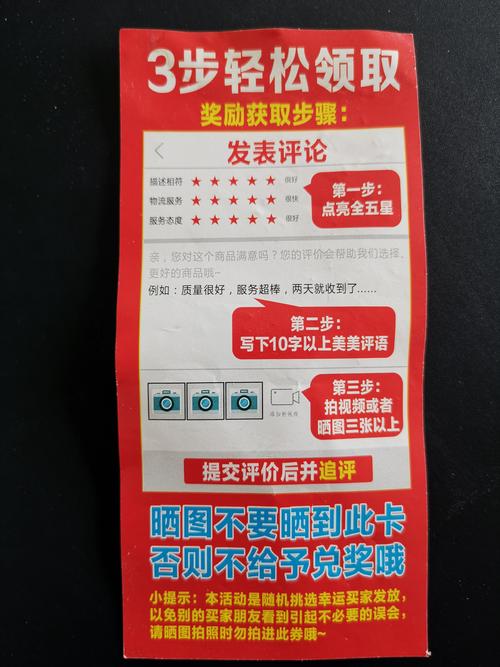 3步轻松领取
奖励获取步骤：
发表评论
描述相符 ★ ★ ★ ★ ★ 很好
物流服务 ★ ★ ★ ★ ★ 很快
服务态度 ★ ★ ★ ★ ★ 很好
第一步：
点亮全五星
亲，您对这个商品满意吗？您的评价会帮助我们选择，
更好的商品哦~
例如：质量很好，服务超棒，两天就收到了......
第二步：
写下10字以上美美评语
第三步：
拍视频或者
晒图三张以上
提交评价后并追评
晒图不要晒到此卡
否则不给予兑奖哦
小提示：本活动是随机挑选幸运买家发放，
以免别的买家朋友看到引起不必要的误会，
请晒图拍照时勿拍进此券哦~